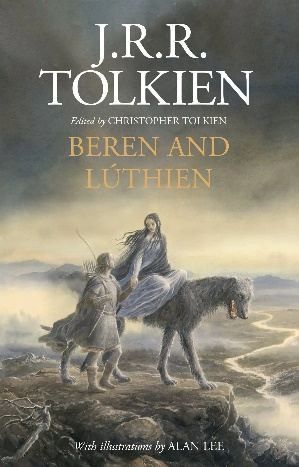 J.R.R.
TOLKIEN
Edited by CHRISTOPHER TOLKIEN
BEREN AND
LÚTHIEN
With illustrations by ALAN LEE